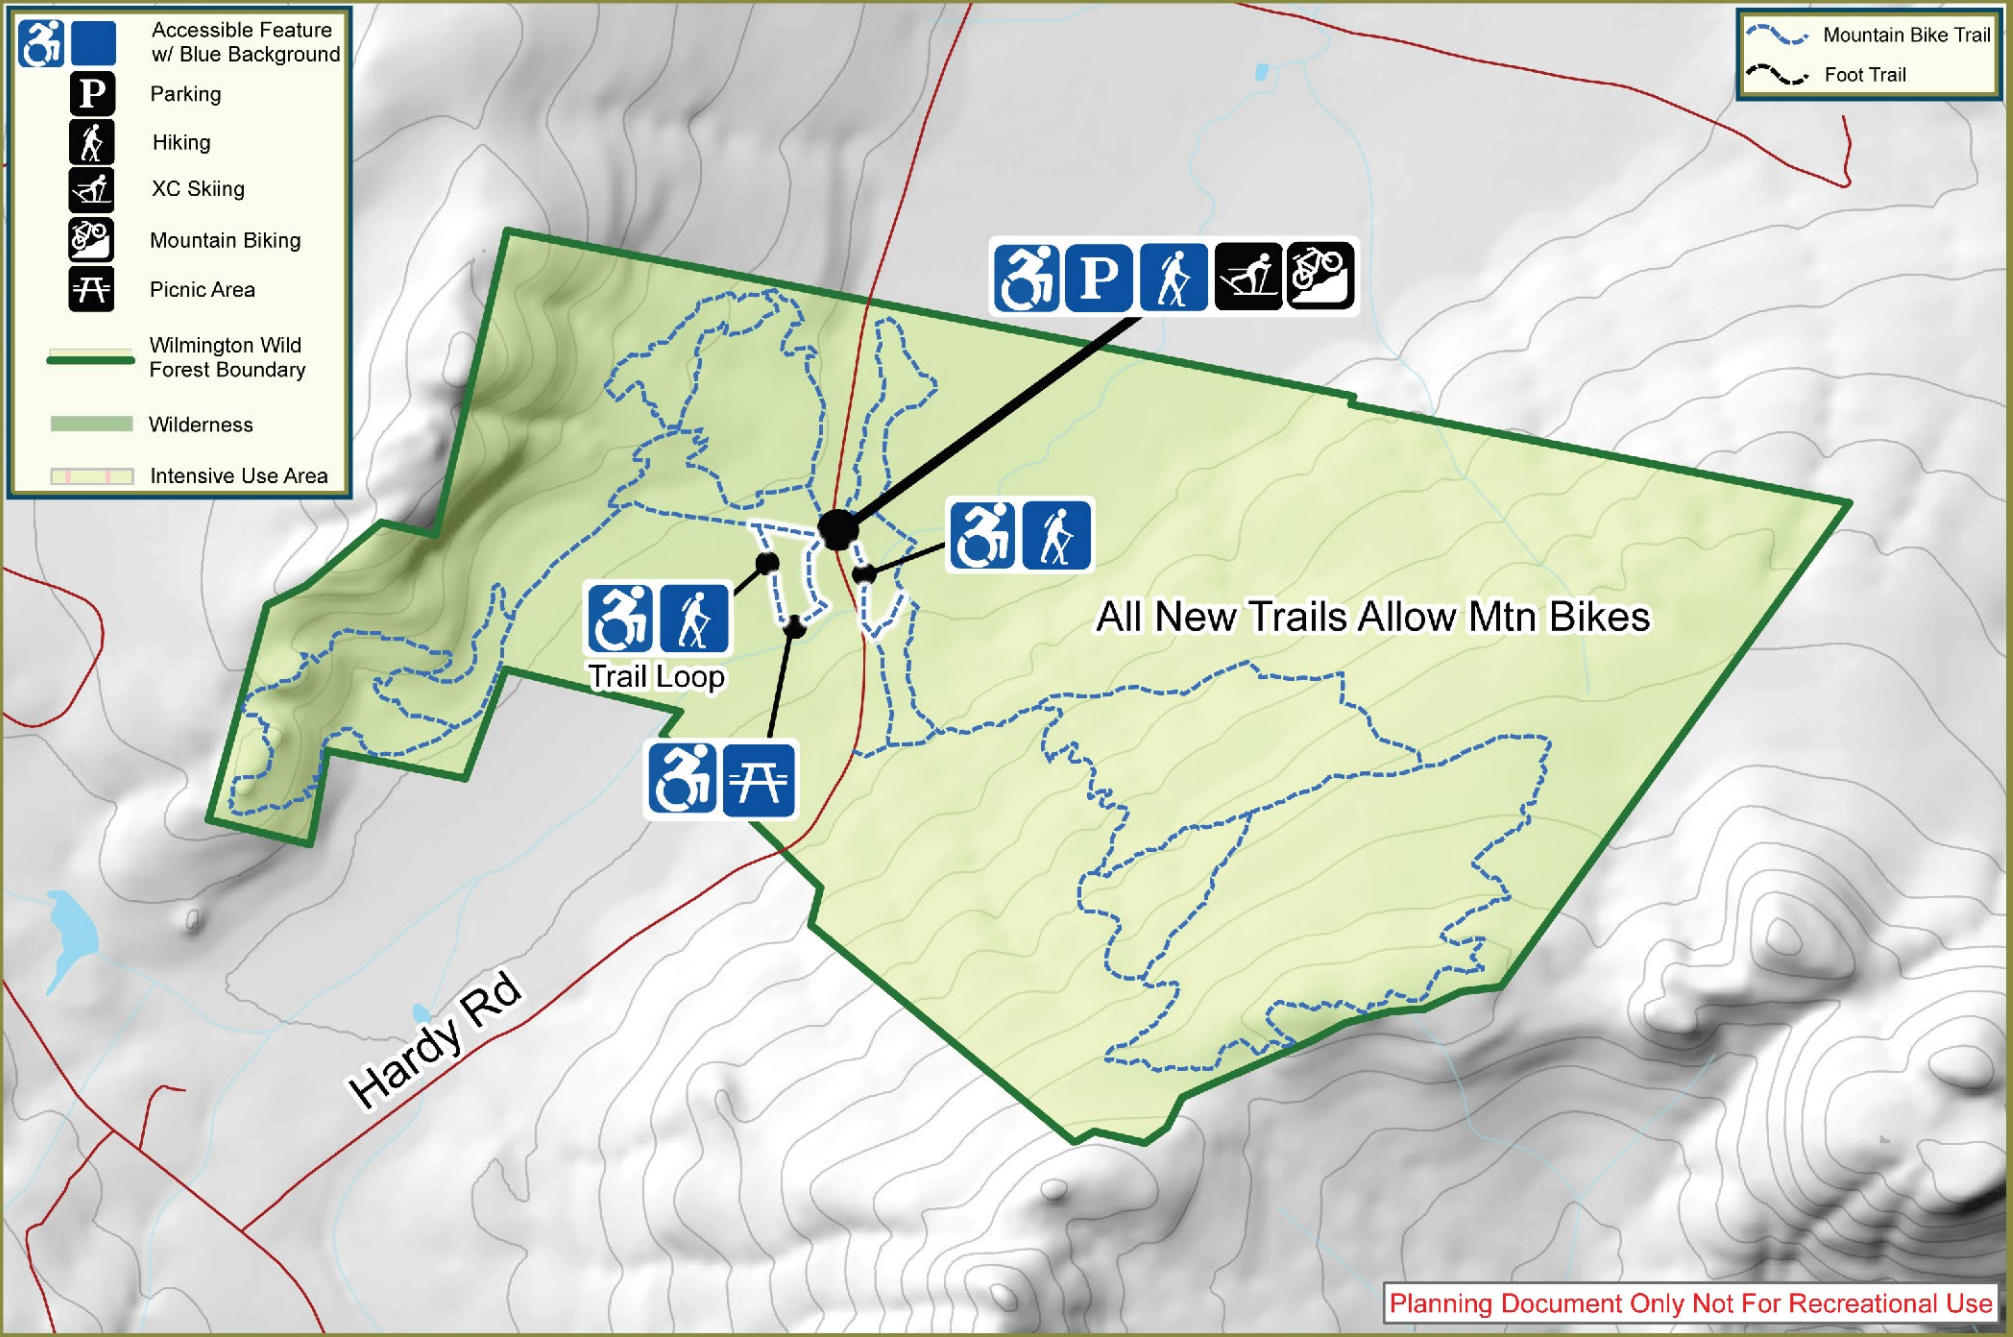 Accessible Feature
w/ Blue Background
P
Parking
Hiking
XC Skiing
Mountain Biking
Picnic Area
Wilmington Wild
Forest Boundary
Wilderness
Intensive Use Area
Mountain Bike Trail
Foot Trail
P
All New Trails Allow Mtn Bikes
Trail Loop
Hardy Rd
Planning Document Only Not For Recreational Use